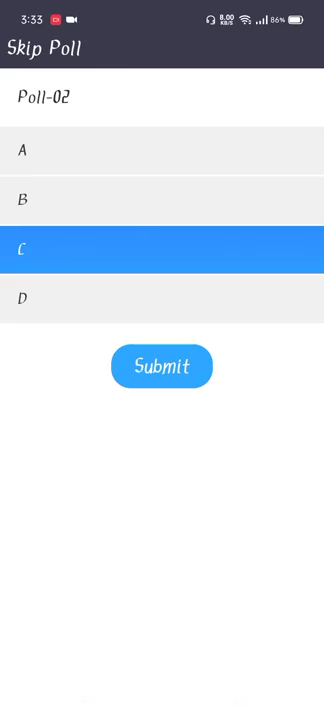 3:33 8.00 KB/S 86%
Skip Poll
Poll-02
A
B
C
D
Submit